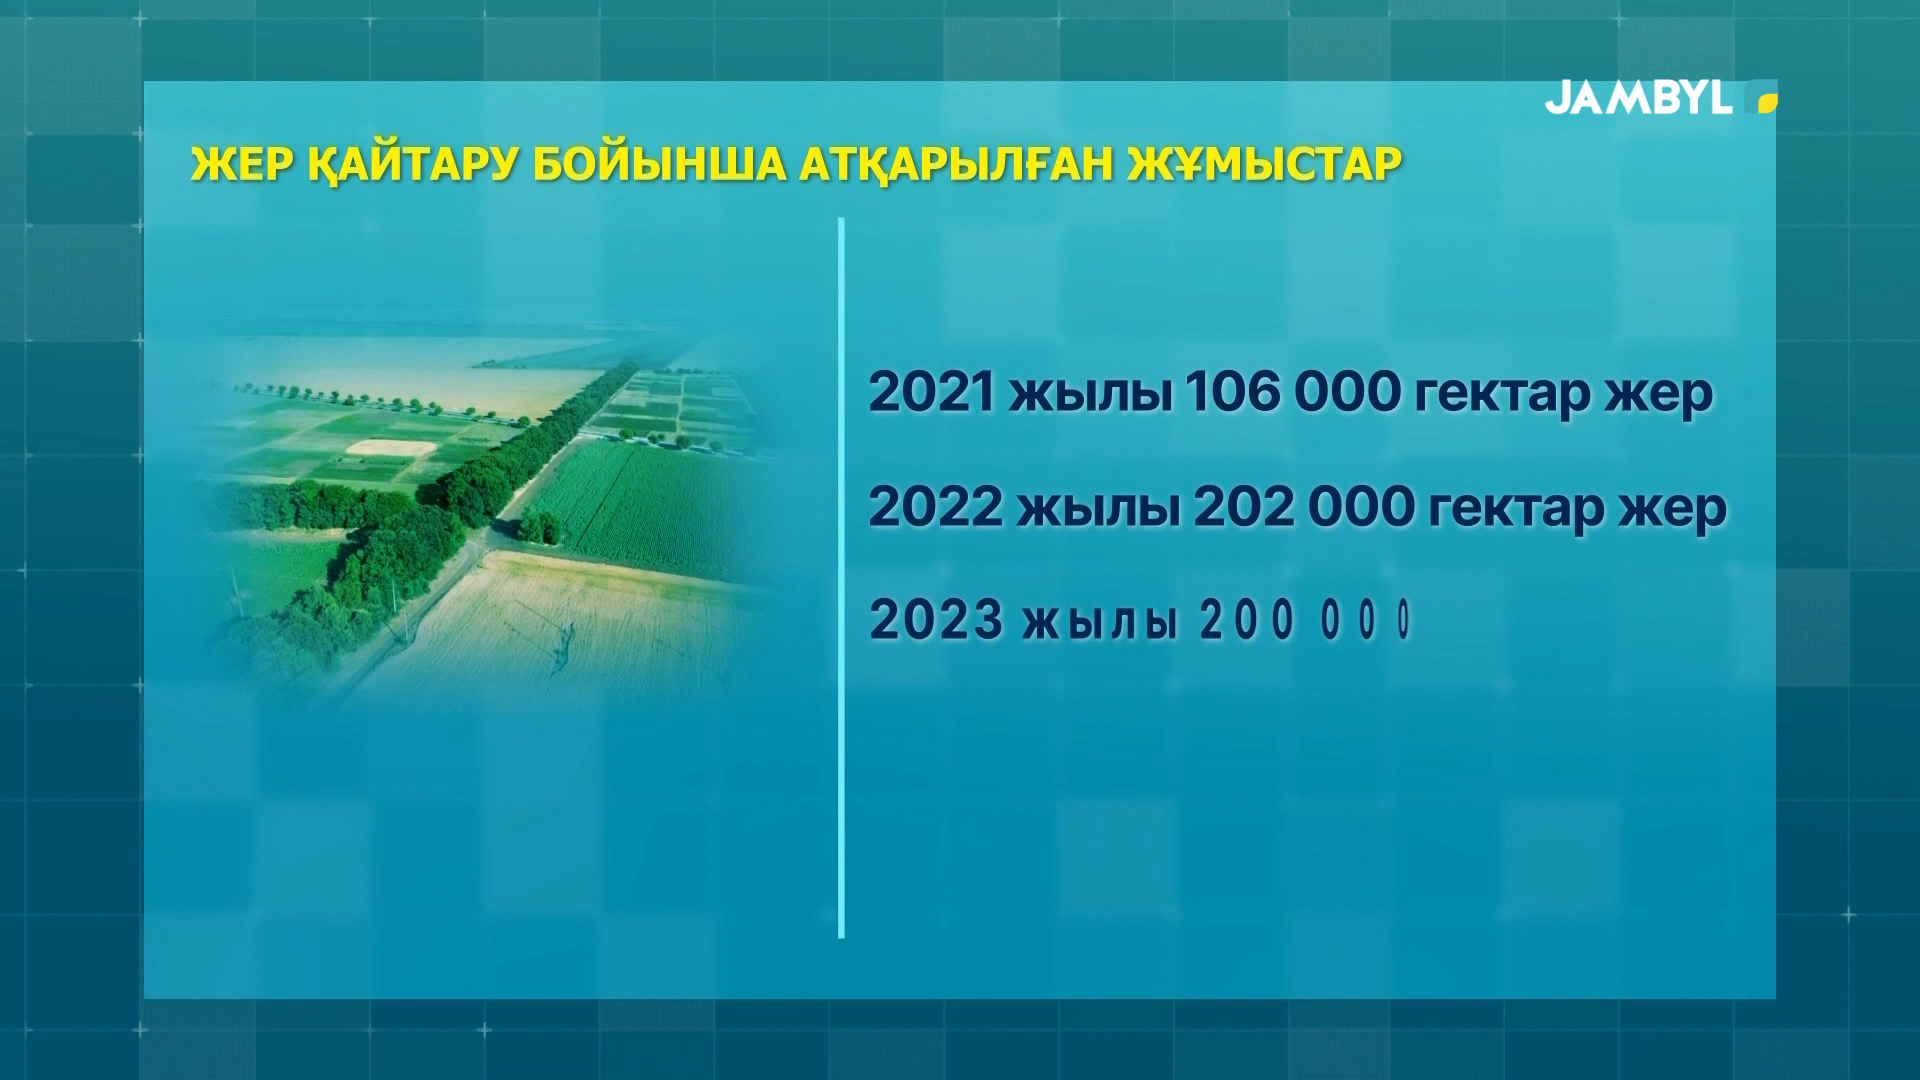 JAMBYL
ЖЕР ҚАЙТАРУ БОЙЫНША АТҚАРЫЛҒАН ЖҰМЫСТАР
2021 жылы 106 000 гектар жер
2022 жылы 202 000 гектар жер
2023 жылы 200 000